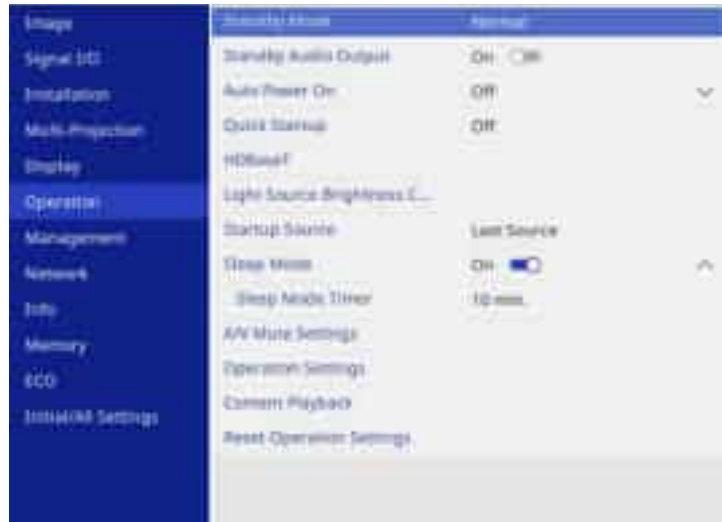 Image
Signal I/O
Installation
Multi-Projection
Display
Operation
Management
Network
Info
Memory
ECO
Initial/All Settings
Standby Mode Normal
Standby Audio Output On Off
Auto Power On Off
Quick Startup Off
HDBaseT
Light Source Brightness C...
Startup Source Last Source
Sleep Mode On
Sleep Mode Timer 10 min.
A/V Mute Settings
Operation Settings
Content Playback
Reset Operation Settings